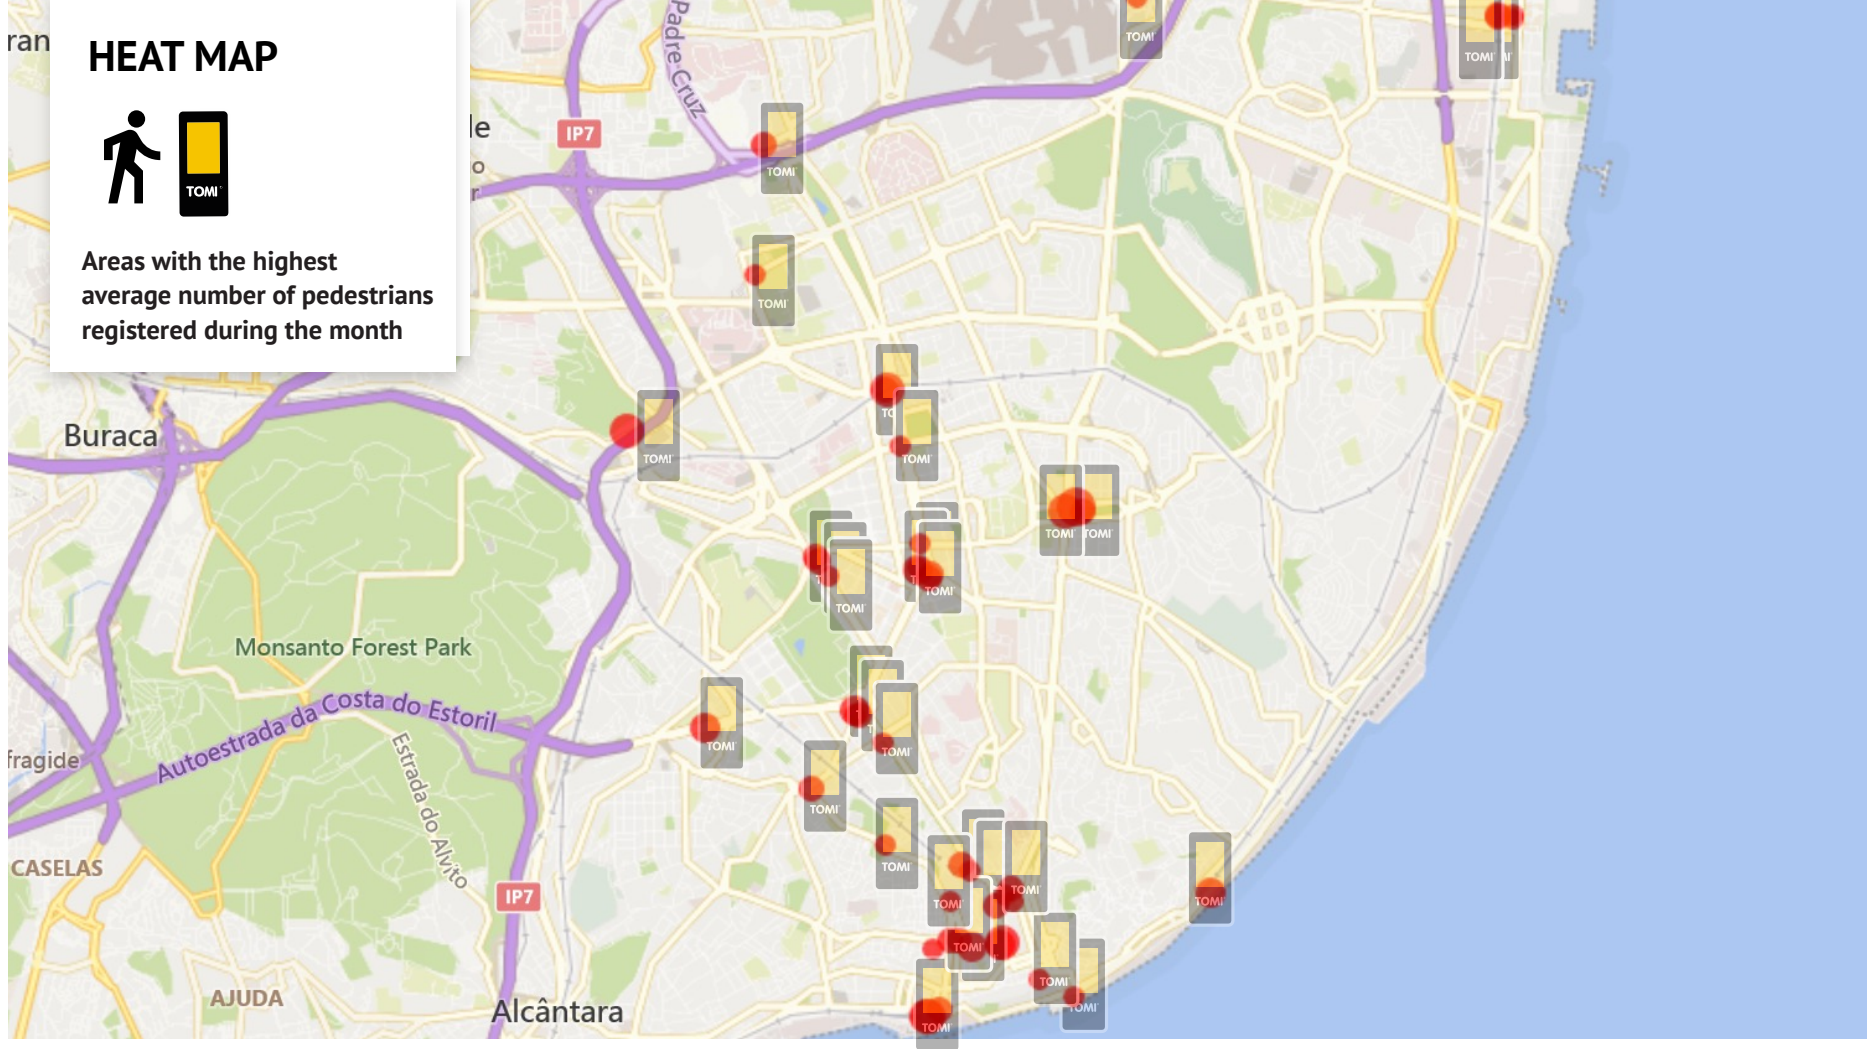 HEAT MAP
TOMI
Areas with the highest
average number of pedestrians
registered during the month
Padre Cruz
IP7
TOMI
TOMI
TOMI
TOMI
Buraca
TOMI
TOMI
TOMI
TOMI
TOMI
TOMI
Monsanto Forest Park
Autoestrada da Costa do Estoril
Estrada do Alvito
TOMI
TOMI
TOMI
TOMI
CASELAS
IP7
TOMI
TOMI
TOMI
TOMI
TOMI
AJUDA
Alcântara
TOMI
TOMI